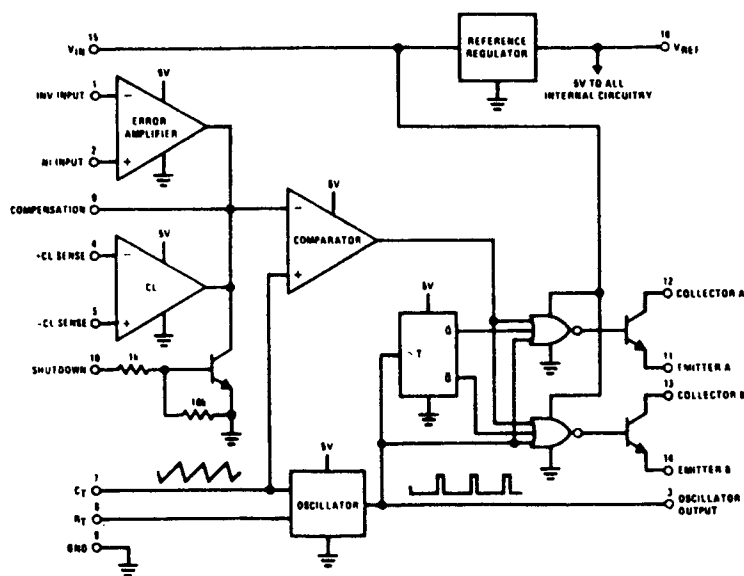 15
VIN
REFERENCE
REGULATOR
16
VREF
5V TO ALL
INTERNAL CIRCUITRY
1
INV INPUT
−
5V
ERROR
AMPLIFIER
2
NI INPUT
+
9
COMPENSATION
5V
−
COMPARATOR
+
4
+CL SENSE
−
5V
CL
5
-CL SENSE
+
10
SHUTDOWN
1k
10k
5V
T
Q
Q̅
12
COLLECTOR A
11
EMITTER A
13
COLLECTOR B
14
EMITTER B
7
CT
5V
OSCILLATOR
3
OSCILLATOR
OUTPUT
RT
GND